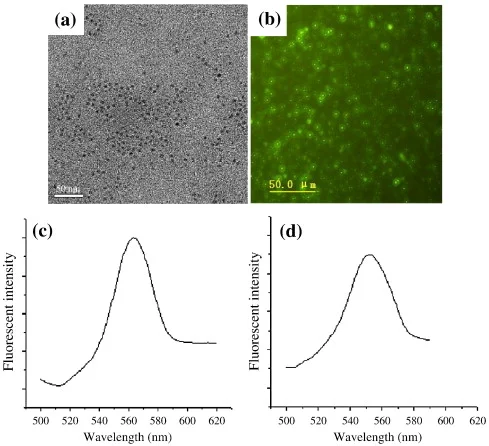 (a)
(b)
50 nm
50.0 μm
(c)
(d)
Fluorescent intensity
Fluorescent intensity
500 520 540 560 580 600 620
500 520 540 560 580 600 620
Wavelength (nm)
Wavelength (nm)